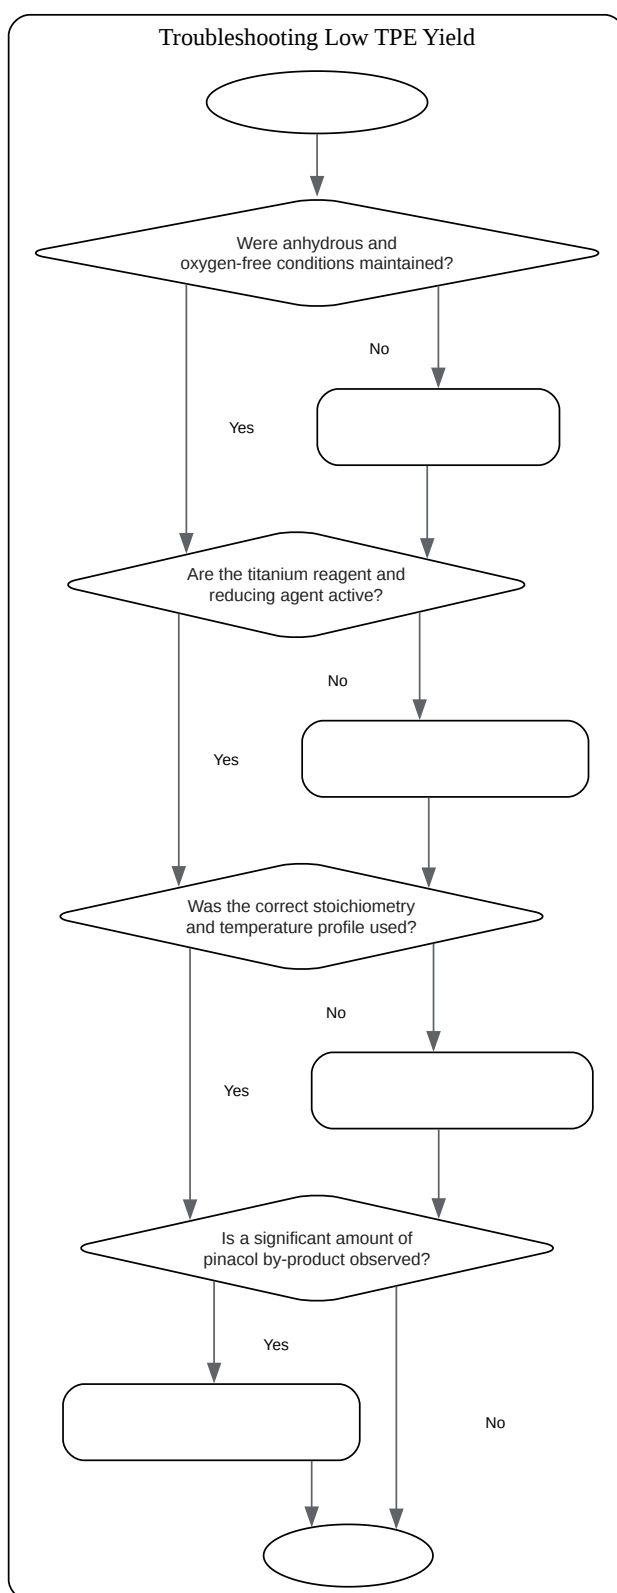 Troubleshooting Low TPE Yield
Were anhydrous and
oxygen-free conditions maintained?
No
Yes
Are the titanium reagent and
reducing agent active?
No
Yes
Was the correct stoichiometry
and temperature profile used?
No
Yes
Is a significant amount of
pinacol by-product observed?
Yes
No